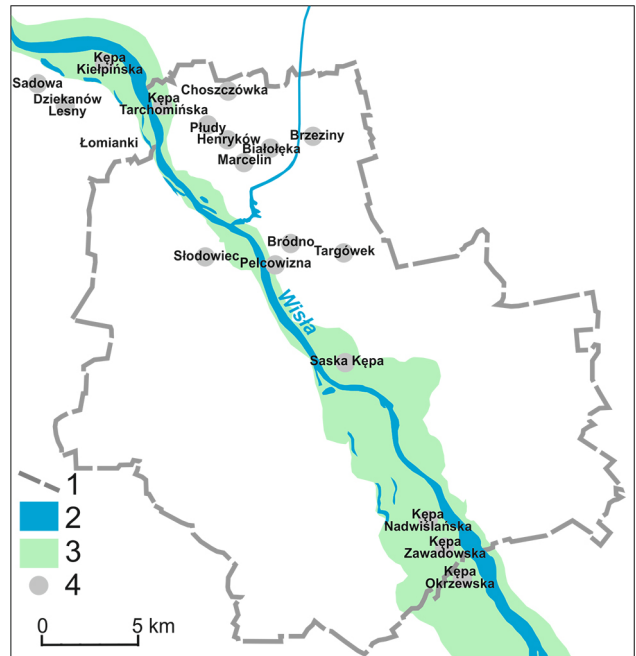 Kępa
Kiełpińska
Sadowa
Dziekanów
Lesny
Choszczówka
Kępa
Tarchomińska
Płudy
Henryków
Brzeziny
Łomianki
Białołęka
Marcelin
Bródno
Targówek
Słodowiec
Pelcowizna
Wisła
Saska Kępa
1
2
Kępa
Nadwiślańska
3
Kępa
Zawadowska
4
Kępa
Okrzewska
0 5 km